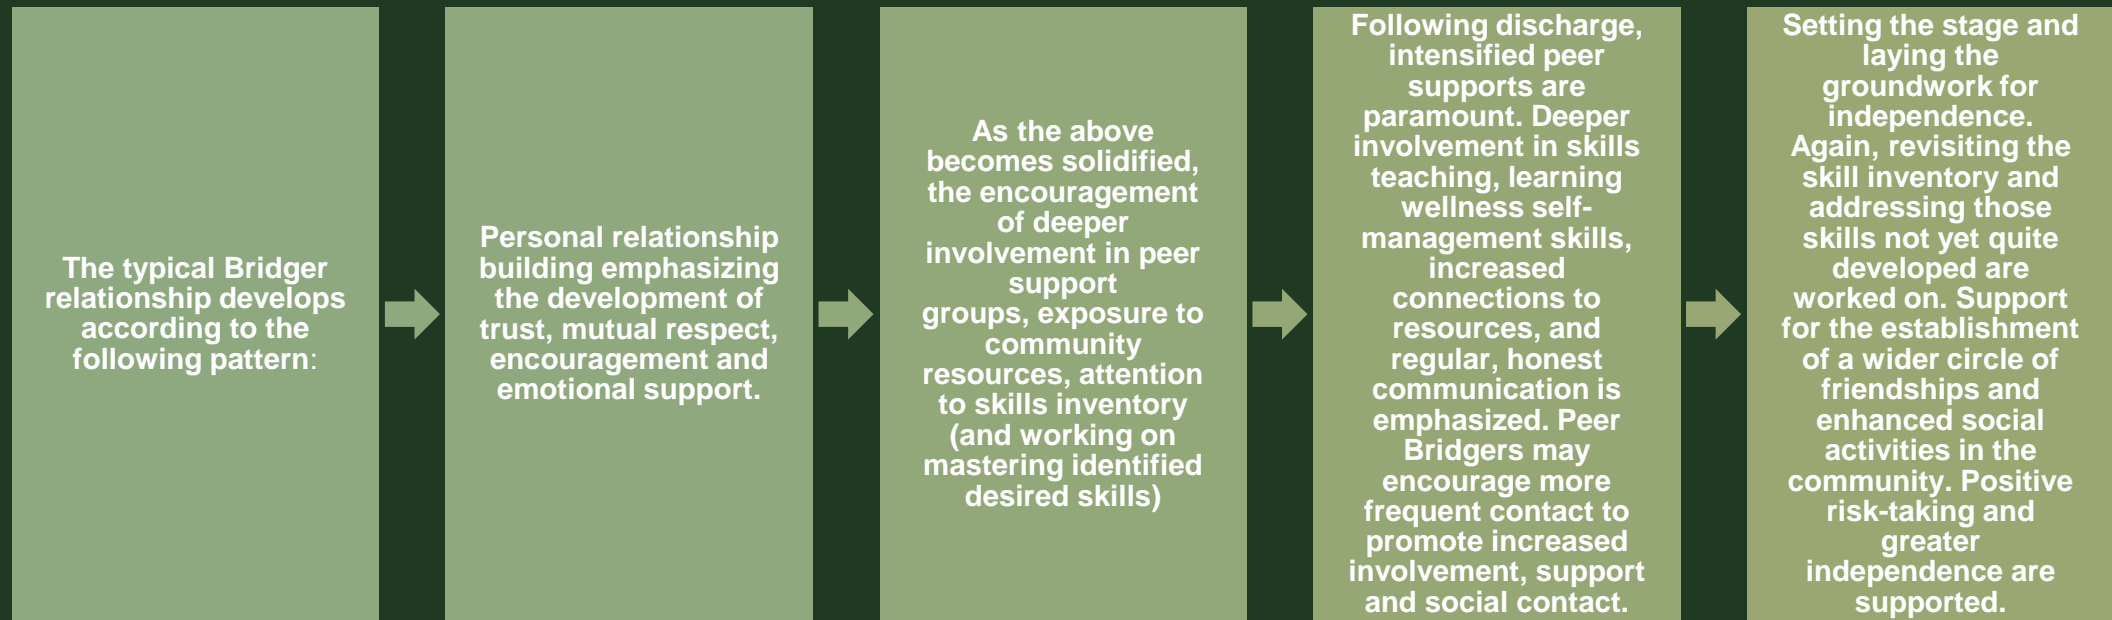 The typical Bridger
relationship develops
according to the
following pattern:
Personal relationship
building emphasizing
the development of
trust, mutual respect,
encouragement and
emotional support.
As the above
becomes solidified,
the encouragement
of deeper
involvement in peer
support
groups, exposure to
community
resources, attention
to skills inventory
(and working on
mastering identified
desired skills)
Following discharge,
intensified peer
supports are
paramount. Deeper
involvement in skills
teaching, learning
wellness self-
management skills,
increased
connections to
resources, and
regular, honest
communication is
emphasized. Peer
Bridgers may
encourage more
frequent contact to
promote increased
involvement, support
and social contact.
Setting the stage and
laying the
groundwork for
independence.
Again, revisiting the
skill inventory and
addressing those
skills not yet quite
developed are
worked on. Support
for the establishment
of a wider circle of
friendships and
enhanced social
activities in the
community. Positive
risk-taking and
greater
independence are
supported.